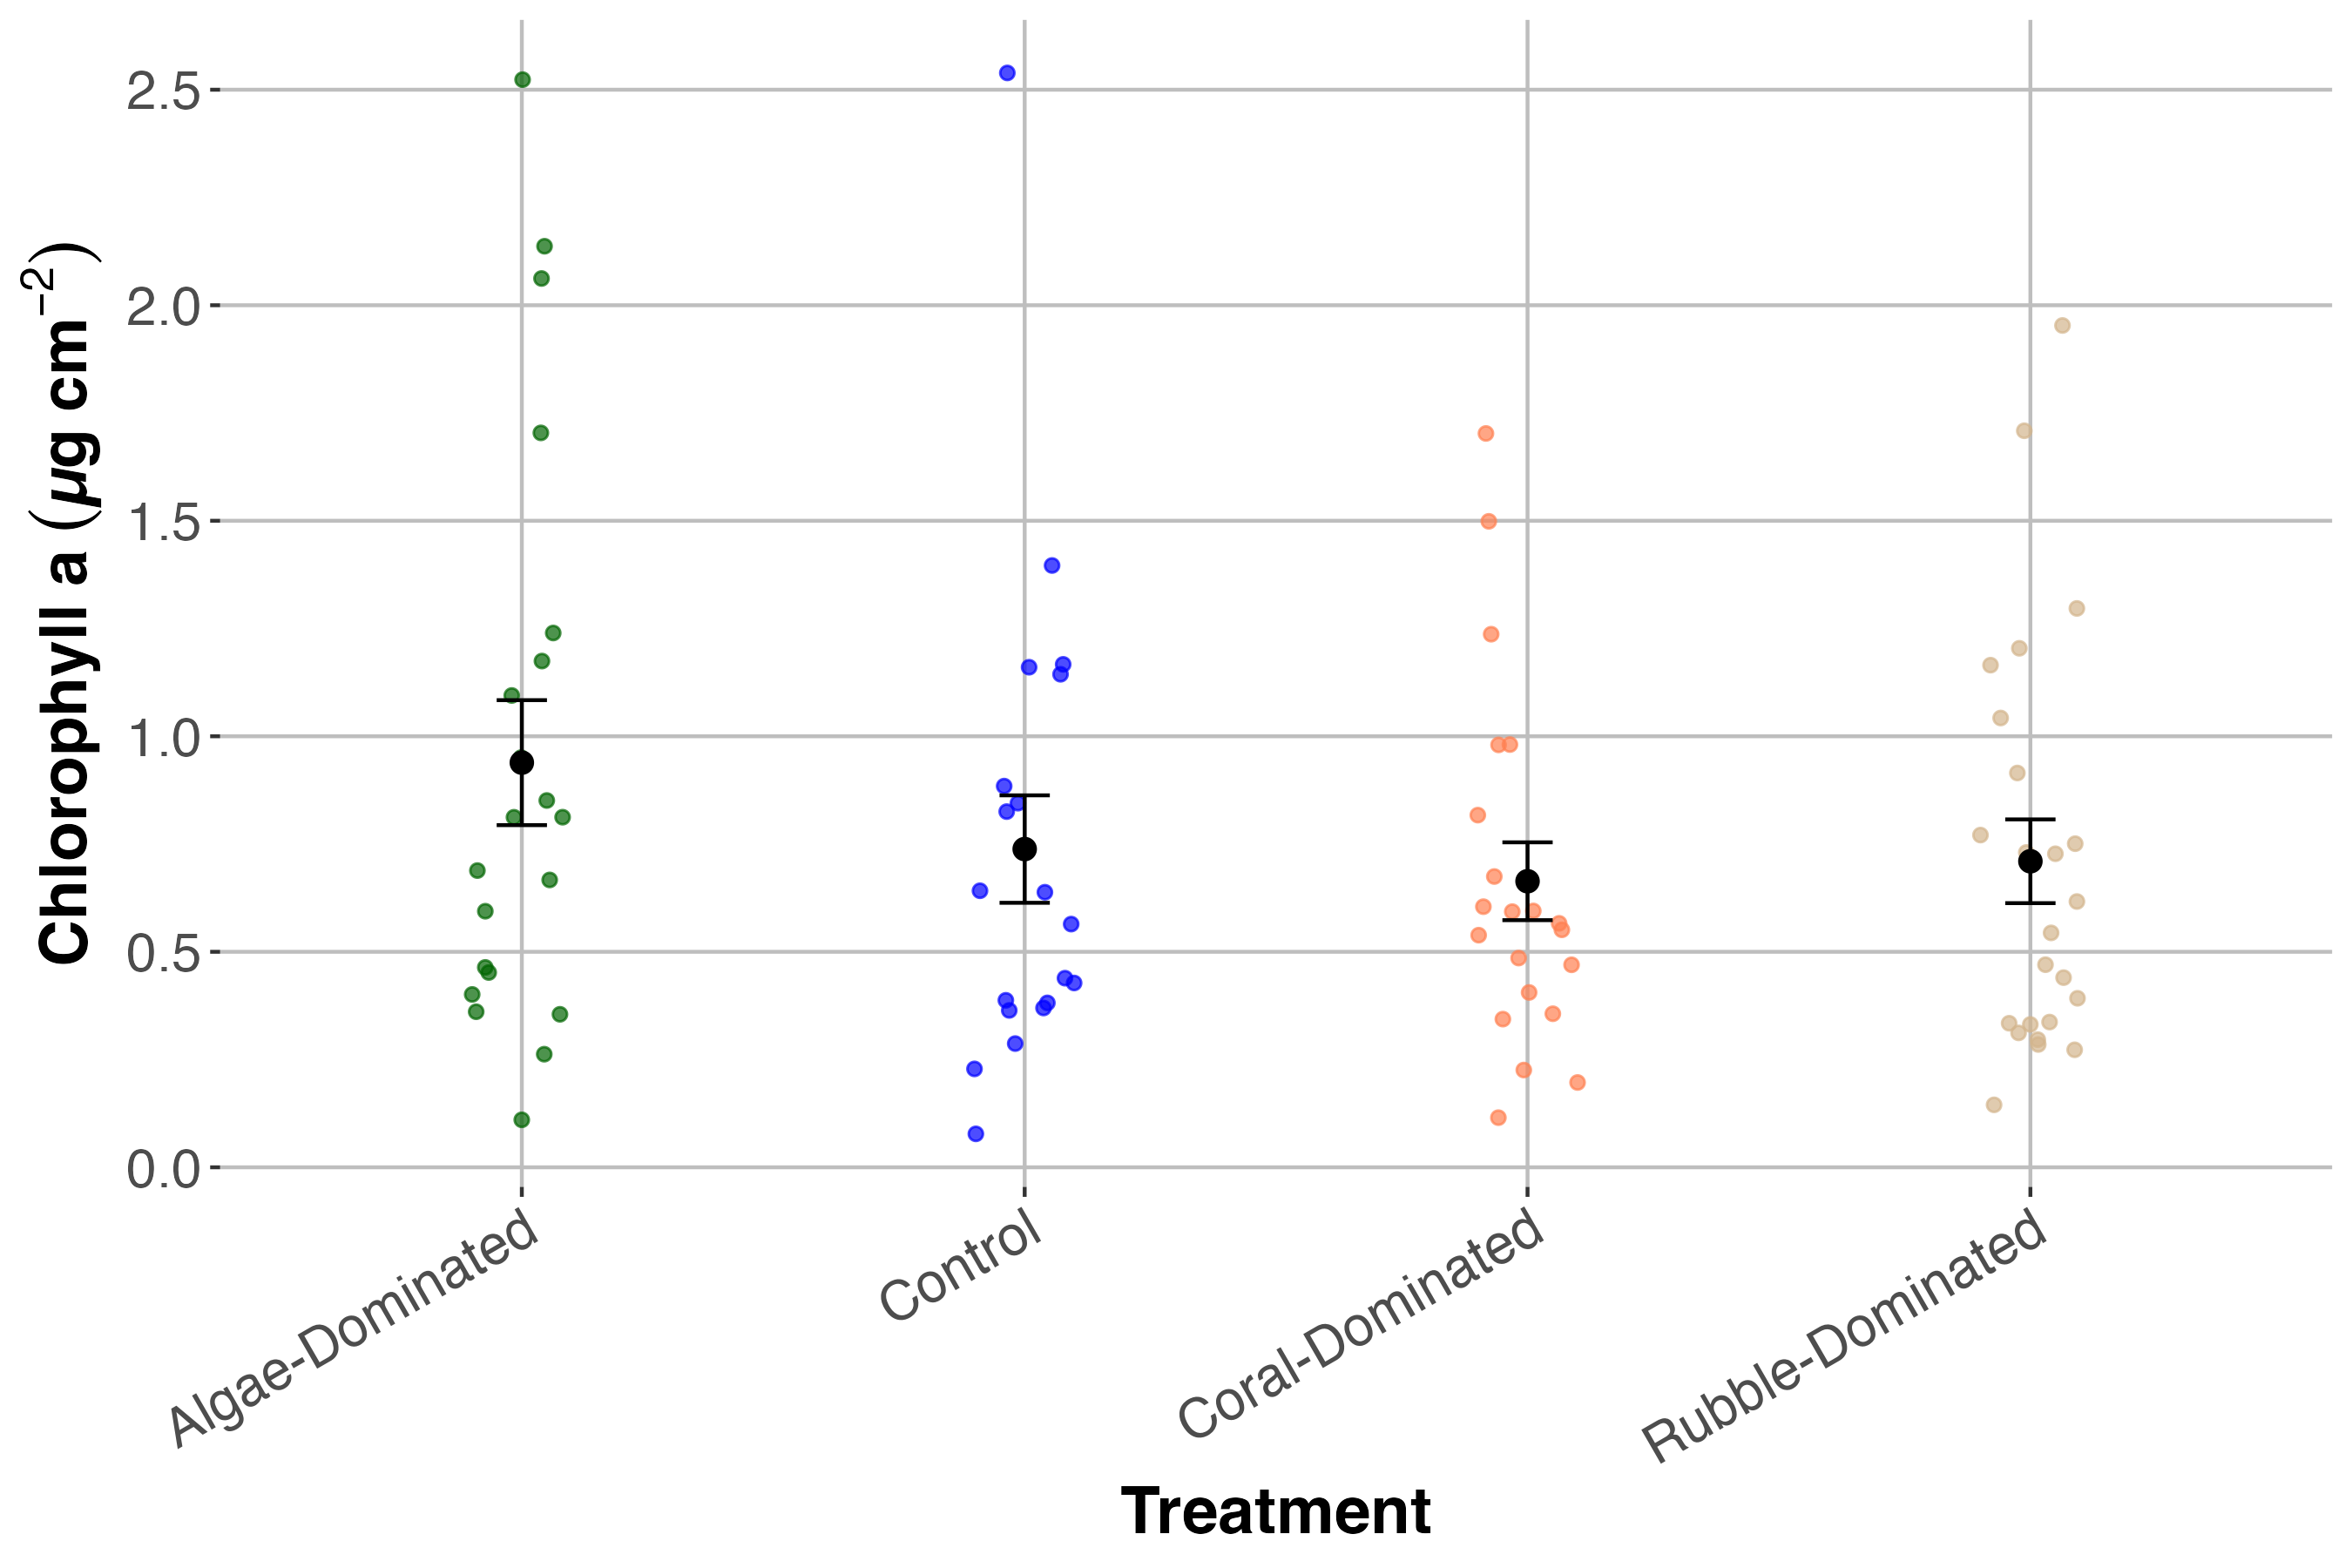 Chlorophyll a (μg cm⁻²)
2.5
2.0
1.5
1.0
0.5
0.0
Algae-Dominated
Control
Coral-Dominated
Rubble-Dominated
Treatment